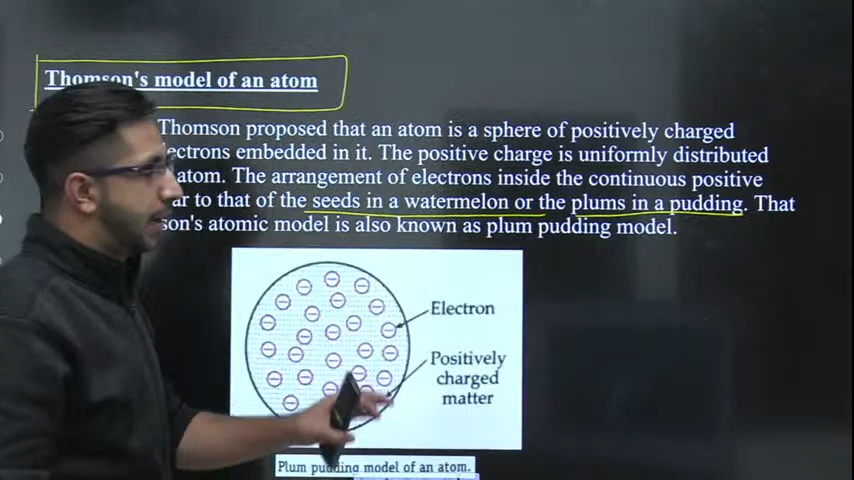 Thomson's model of an atom
Thomson proposed that an atom is a sphere of positively charged
embedded in it. The positive charge is uniformly distributed
atom. The arrangement of electrons inside the continuous positive
to that of the seeds in a watermelon or the plums in a pudding. That
atomic model is also known as plum pudding model.
Electron
Positively
charged
matter
Plum pudding model of an atom.